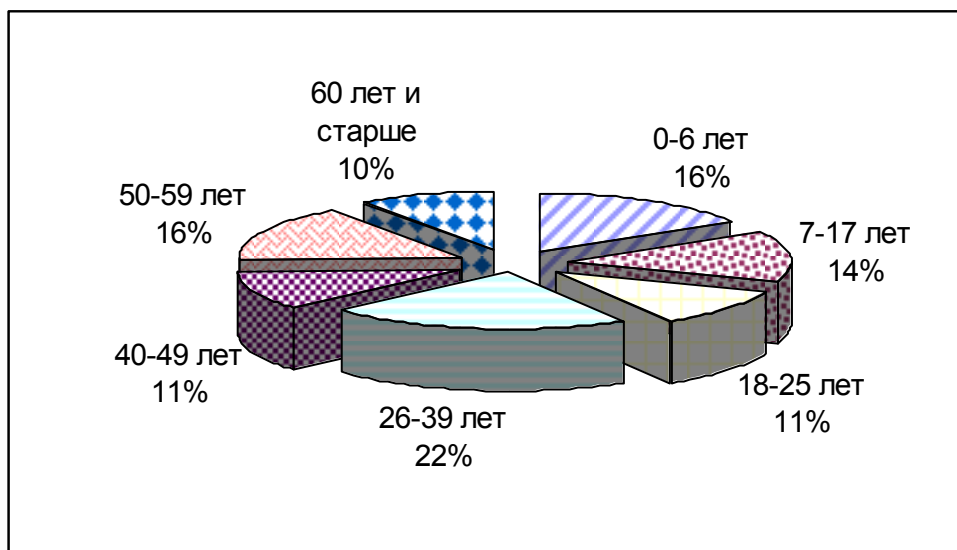 60 лет и
старше
10%
0-6 лет
16%
50-59 лет
16%
7-17 лет
14%
40-49 лет
11%
18-25 лет
11%
26-39 лет
22%